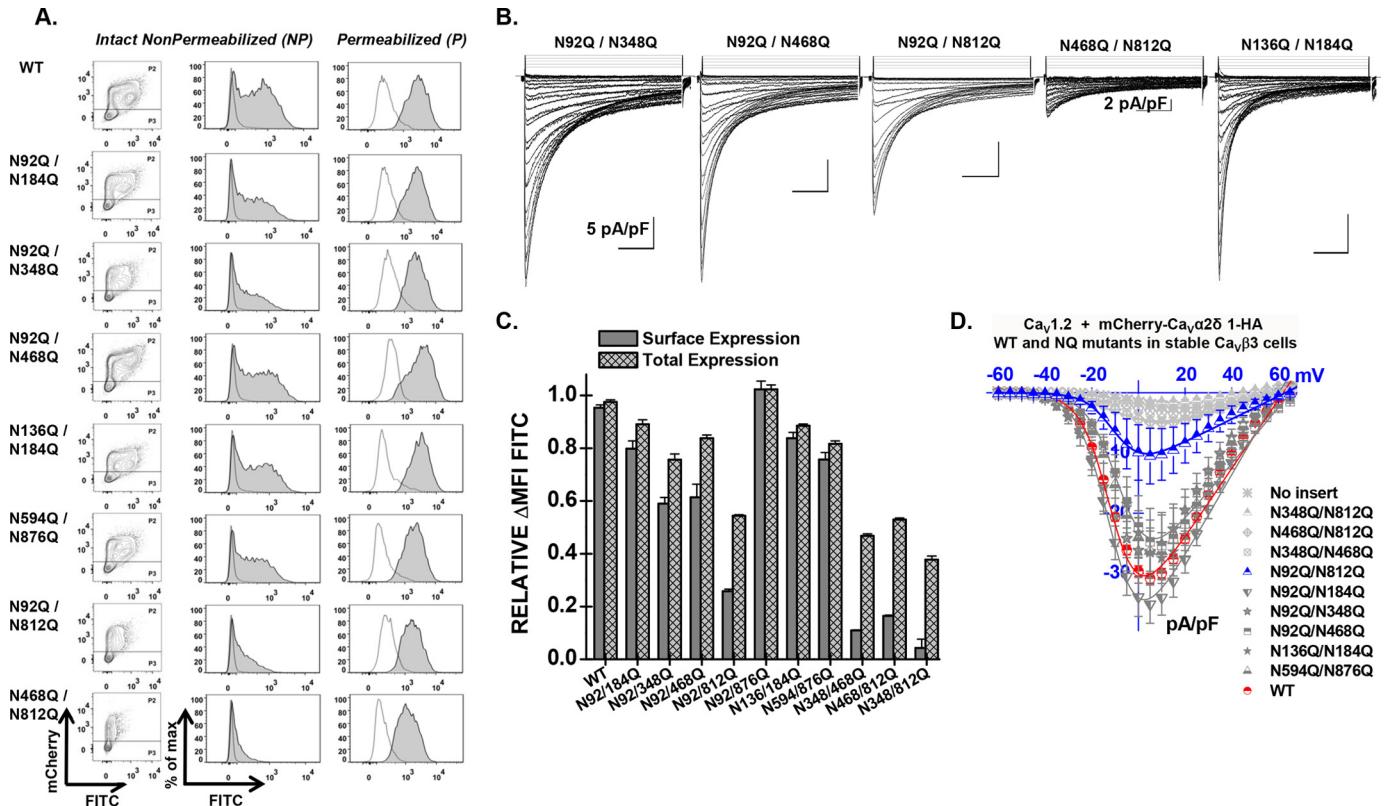 A.
Intact NonPermeabilized (NP)
Permeabilized (P)
WT
N92Q /
N184Q
N92Q /
N348Q
N92Q /
N468Q
N136Q /
N184Q
N594Q /
N876Q
N92Q /
N812Q
N468Q /
N812Q
mCherry
FITC
% of max
FITC
P2
P3
B.
N92Q / N348Q
N92Q / N468Q
N92Q / N812Q
N468Q / N812Q
N136Q / N184Q
5 pA/pF
2 pA/pF
C.
Surface Expression
Total Expression
RELATIVE ΔMFI FITC
1.0
0.8
0.6
0.4
0.2
0.0
WT
N92/184Q
N92/348Q
N92/468Q
N92/812Q
N92/876Q
N136/184Q
N594/876Q
N348/468Q
N468/812Q
N348/812Q
D.
CaV1.2 + mCherry-CaVα2δ 1-HA
WT and NQ mutants in stable CaVβ3 cells
-60 -40 -20 20 40 60 mV
-10
-20
-30
pA/pF
No insert
N348Q/N812Q
N468Q/N812Q
N348Q/N468Q
N92Q/N812Q
N92Q/N184Q
N92Q/N348Q
N92Q/N468Q
N136Q/N184Q
N594Q/N876Q
WT